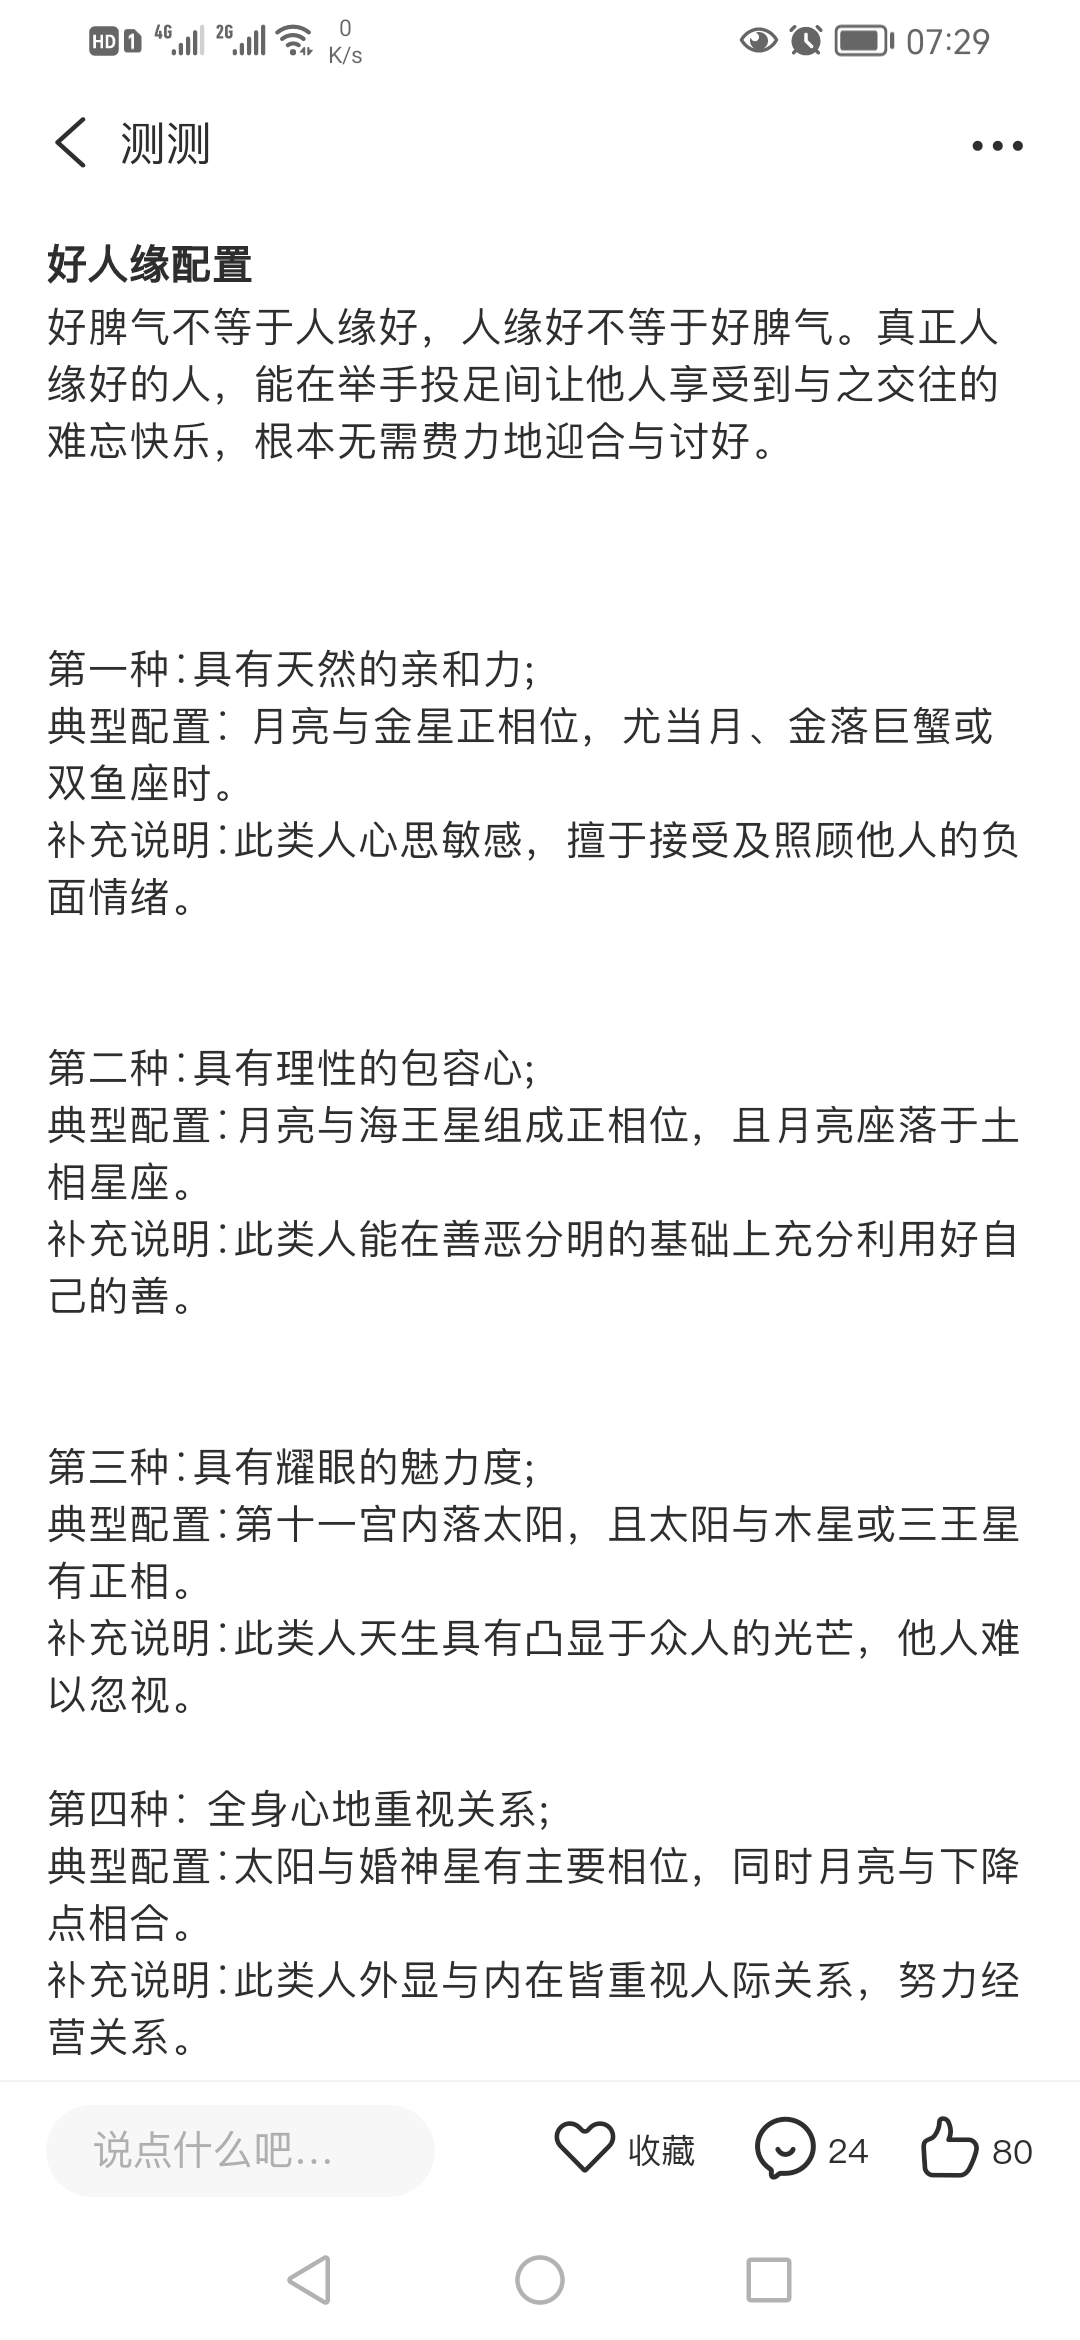 HD 1 4G 2G 0 K/s 07:29
测测
好人缘配置
好脾气不等于人缘好，人缘好不等于好脾气。真正人
缘好的人，能在举手投足间让他人享受到与之交往的
难忘快乐，根本无需费力地迎合与讨好。
第一种:具有天然的亲和力;
典型配置：月亮与金星正相位，尤当月、金落巨蟹或
双鱼座时。
补充说明:此类人心思敏感，擅于接受及照顾他人的负
面情绪。
第二种:具有理性的包容心;
典型配置:月亮与海王星组成正相位，且月亮座落于土
相星座。
补充说明:此类人能在善恶分明的基础上充分利用好自
己的善。
第三种:具有耀眼的魅力度;
典型配置:第十一宫内落太阳，且太阳与木星或三王星
有正相。
补充说明:此类人天生具有凸显于众人的光芒，他人难
以忽视。
第四种：全身心地重视关系;
典型配置:太阳与婚神星有主要相位，同时月亮与下降
点相合。
补充说明:此类人外显与内在皆重视人际关系，努力经
营关系。
说点什么吧... 收藏 24 80